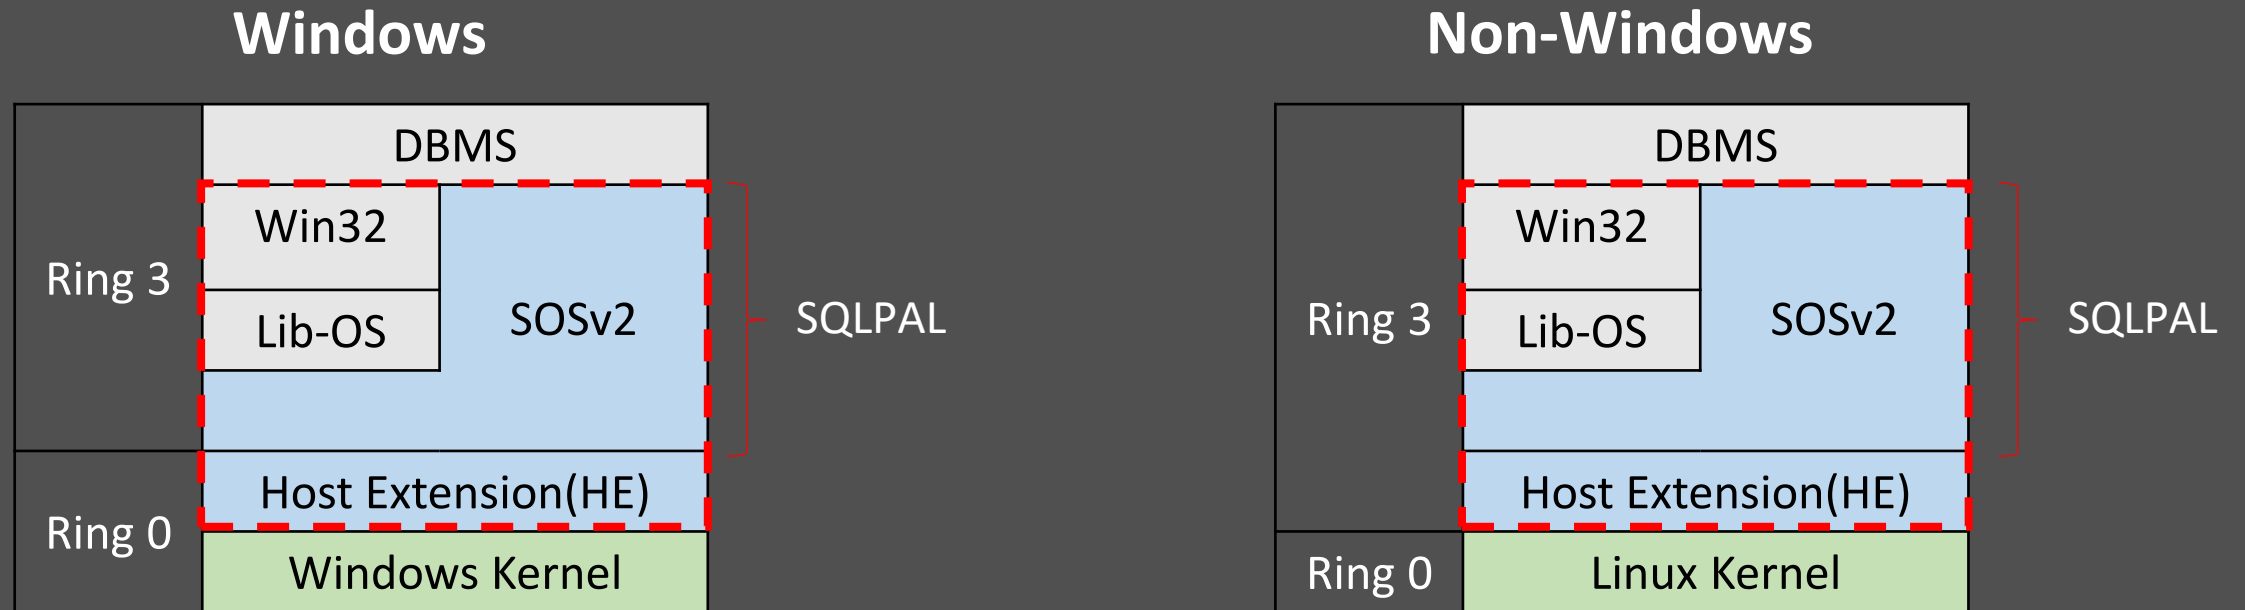 Windows
DBMS
Win32
Ring 3
SOSv2
SQLPAL
Lib-OS
Host Extension(HE)
Ring 0
Windows Kernel
Non-Windows
DBMS
Win32
Ring 3
SOSv2
SQLPAL
Lib-OS
Host Extension(HE)
Ring 0
Linux Kernel